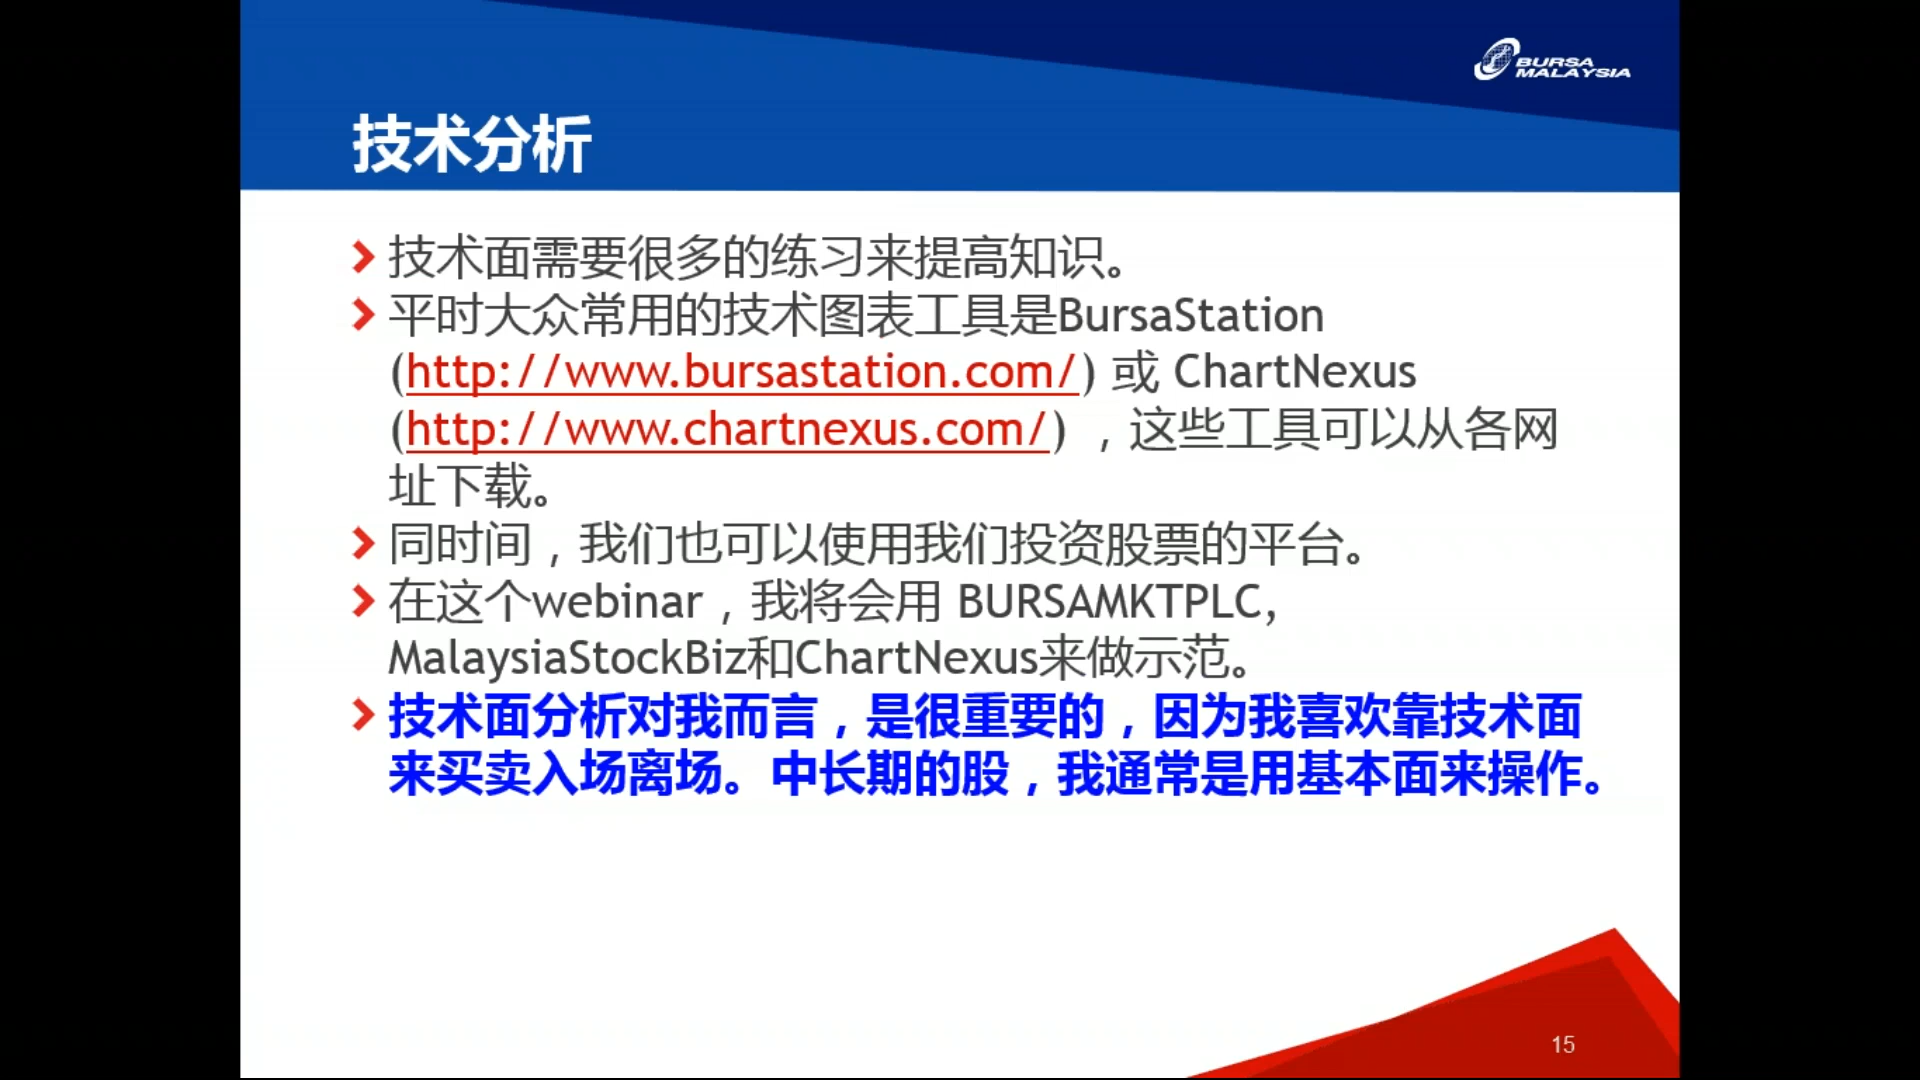 BURSA
MALAYSIA
技术分析
技术面需要很多的练习来提高知识。
平时大众常用的技术图表工具是BursaStation
(http://www.bursastation.com/) 或 ChartNexus
(http://www.chartnexus.com/) ，这些工具可以从各网
址下载。
同时间，我们也可以使用我们投资股票的平台。
在这个webinar，我将会用 BURSAMKTPLC,
MalaysiaStockBiz和ChartNexus来做示范。
技术面分析对我而言，是很重要的，因为我喜欢靠技术面
来买卖入场离场。中长期的股，我通常是用基本面来操作。
15